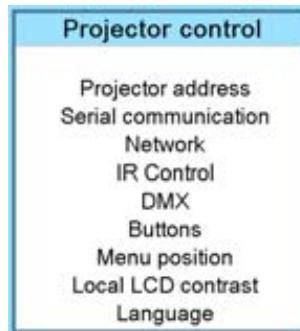 Projector control
Projector address
Serial communication
Network
IR Control
DMX
Buttons
Menu position
Local LCD contrast
Language